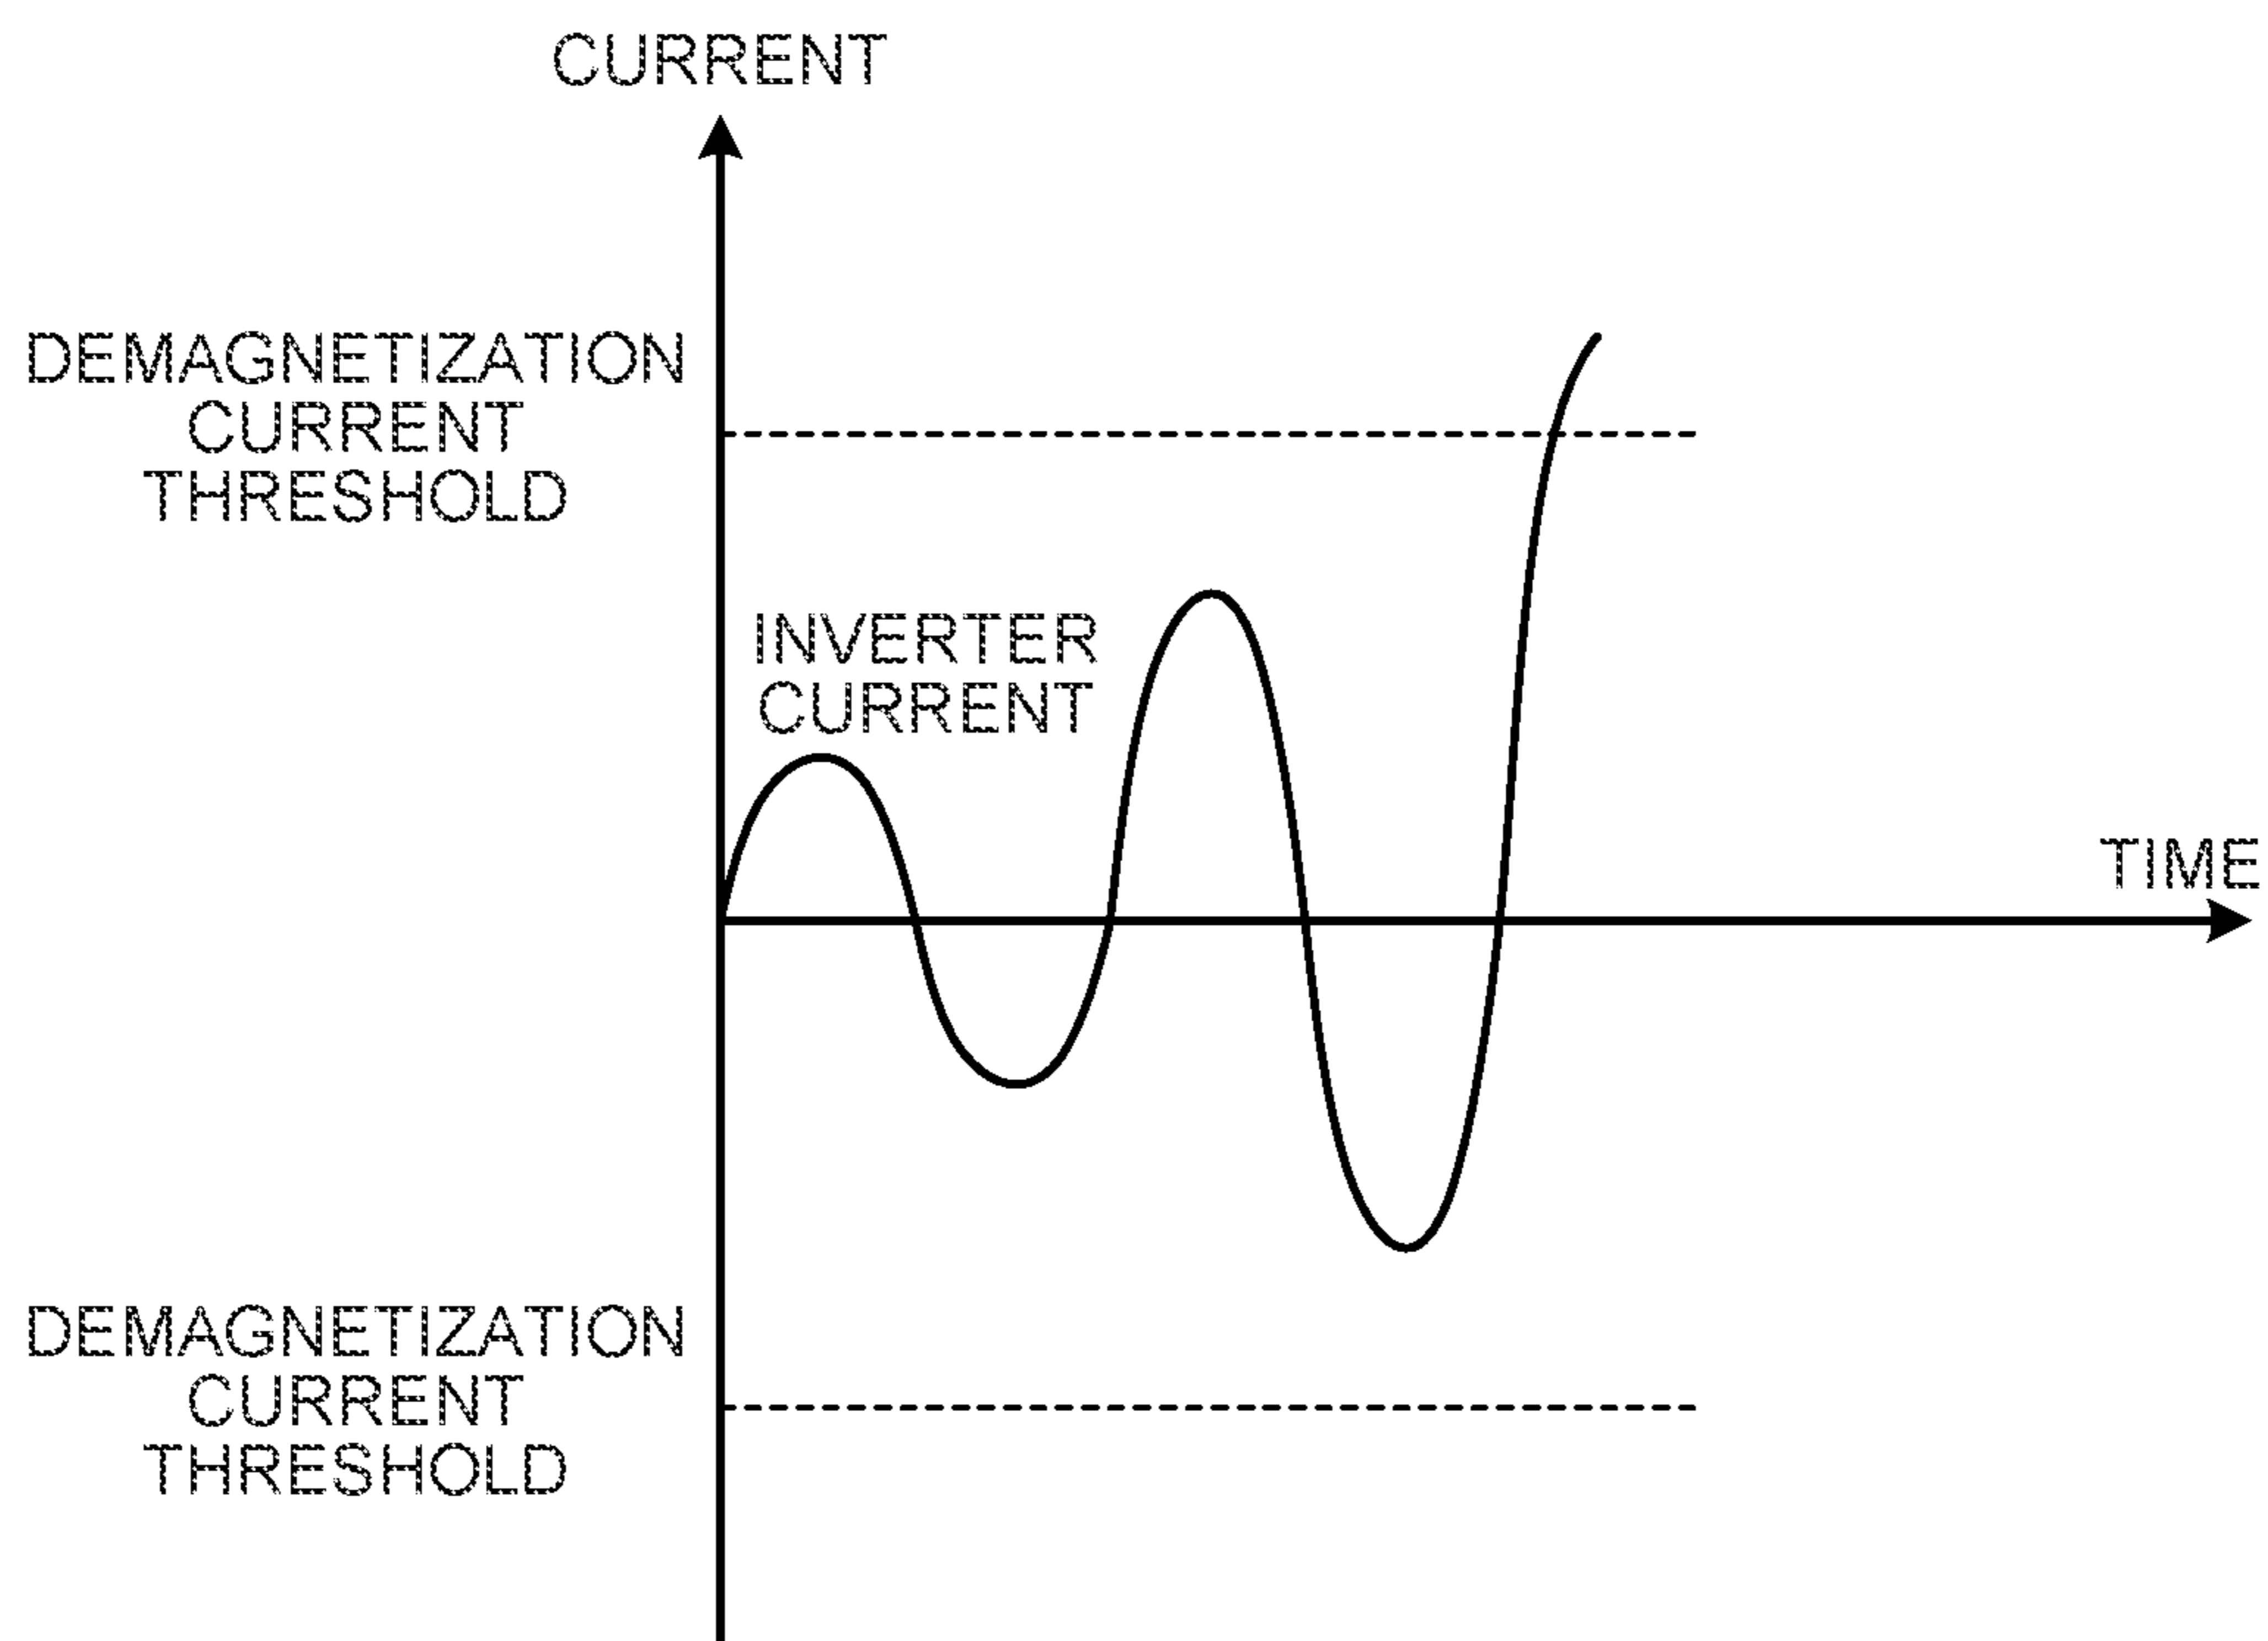 CURRENT
DEMAGNETIZATION
CURRENT
THRESHOLD
INVERTER
CURRENT
TIME
DEMAGNETIZATION
CURRENT
THRESHOLD